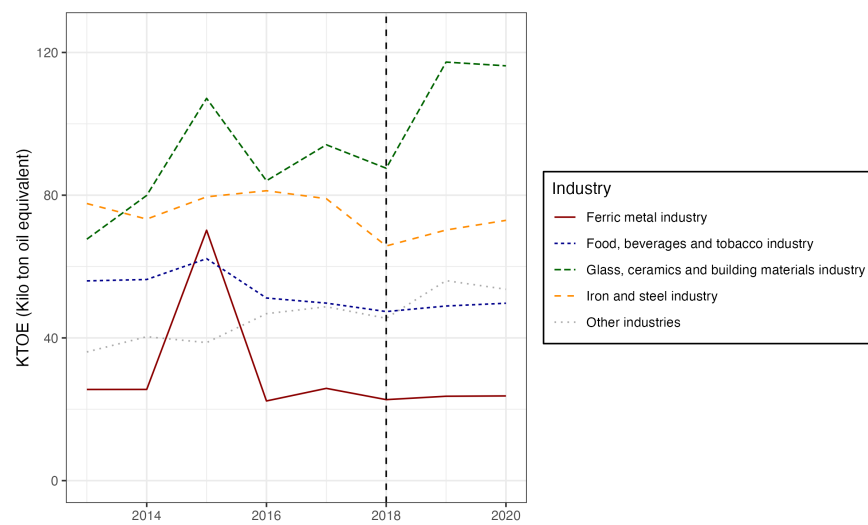 KTOE (Kilo ton oil equivalent)
120
80
40
0
2014
2016
2018
2020
Industry
Ferric metal industry
Food, beverages and tobacco industry
Glass, ceramics and building materials industry
Iron and steel industry
Other industries